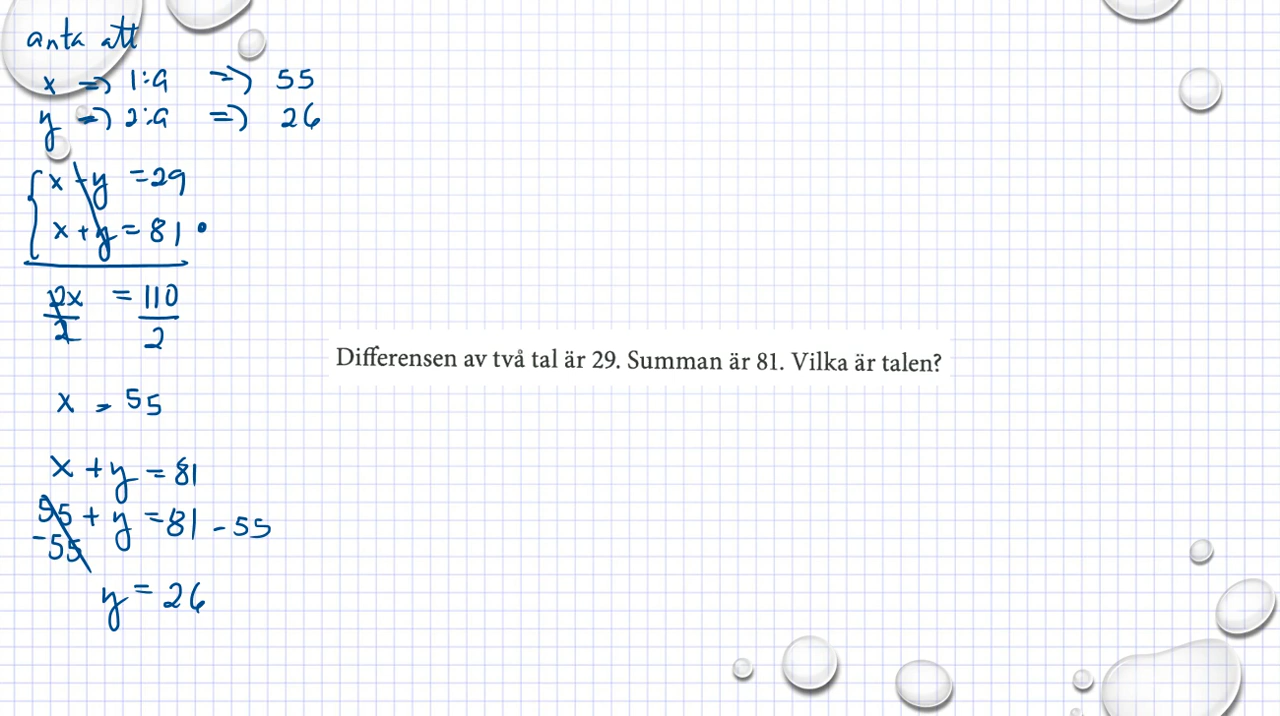 anta att
x => 1:a => 55
y => 2:a => 26
x - y = 29
x + y = 81 •
2x = 110
2 2
x = 55
x + y = 81
55 + y = 81 - 55
-55
y = 26
Differensen av två tal är 29. Summan är 81. Vilka är talen?